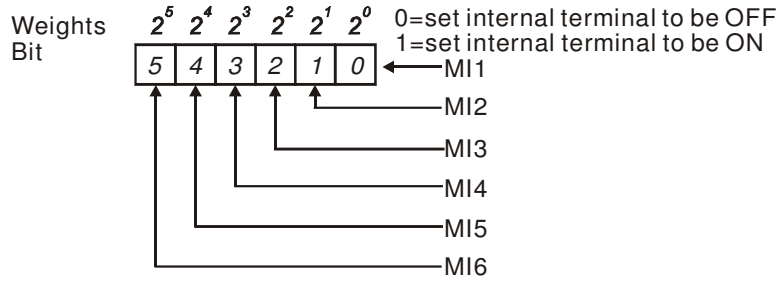 Weights 2^5 2^4 2^3 2^2 2^1 2^0 0=set internal terminal to be OFF
Bit 1=set internal terminal to be ON
5 4 3 2 1 0 MI1
MI2
MI3
MI4
MI5
MI6